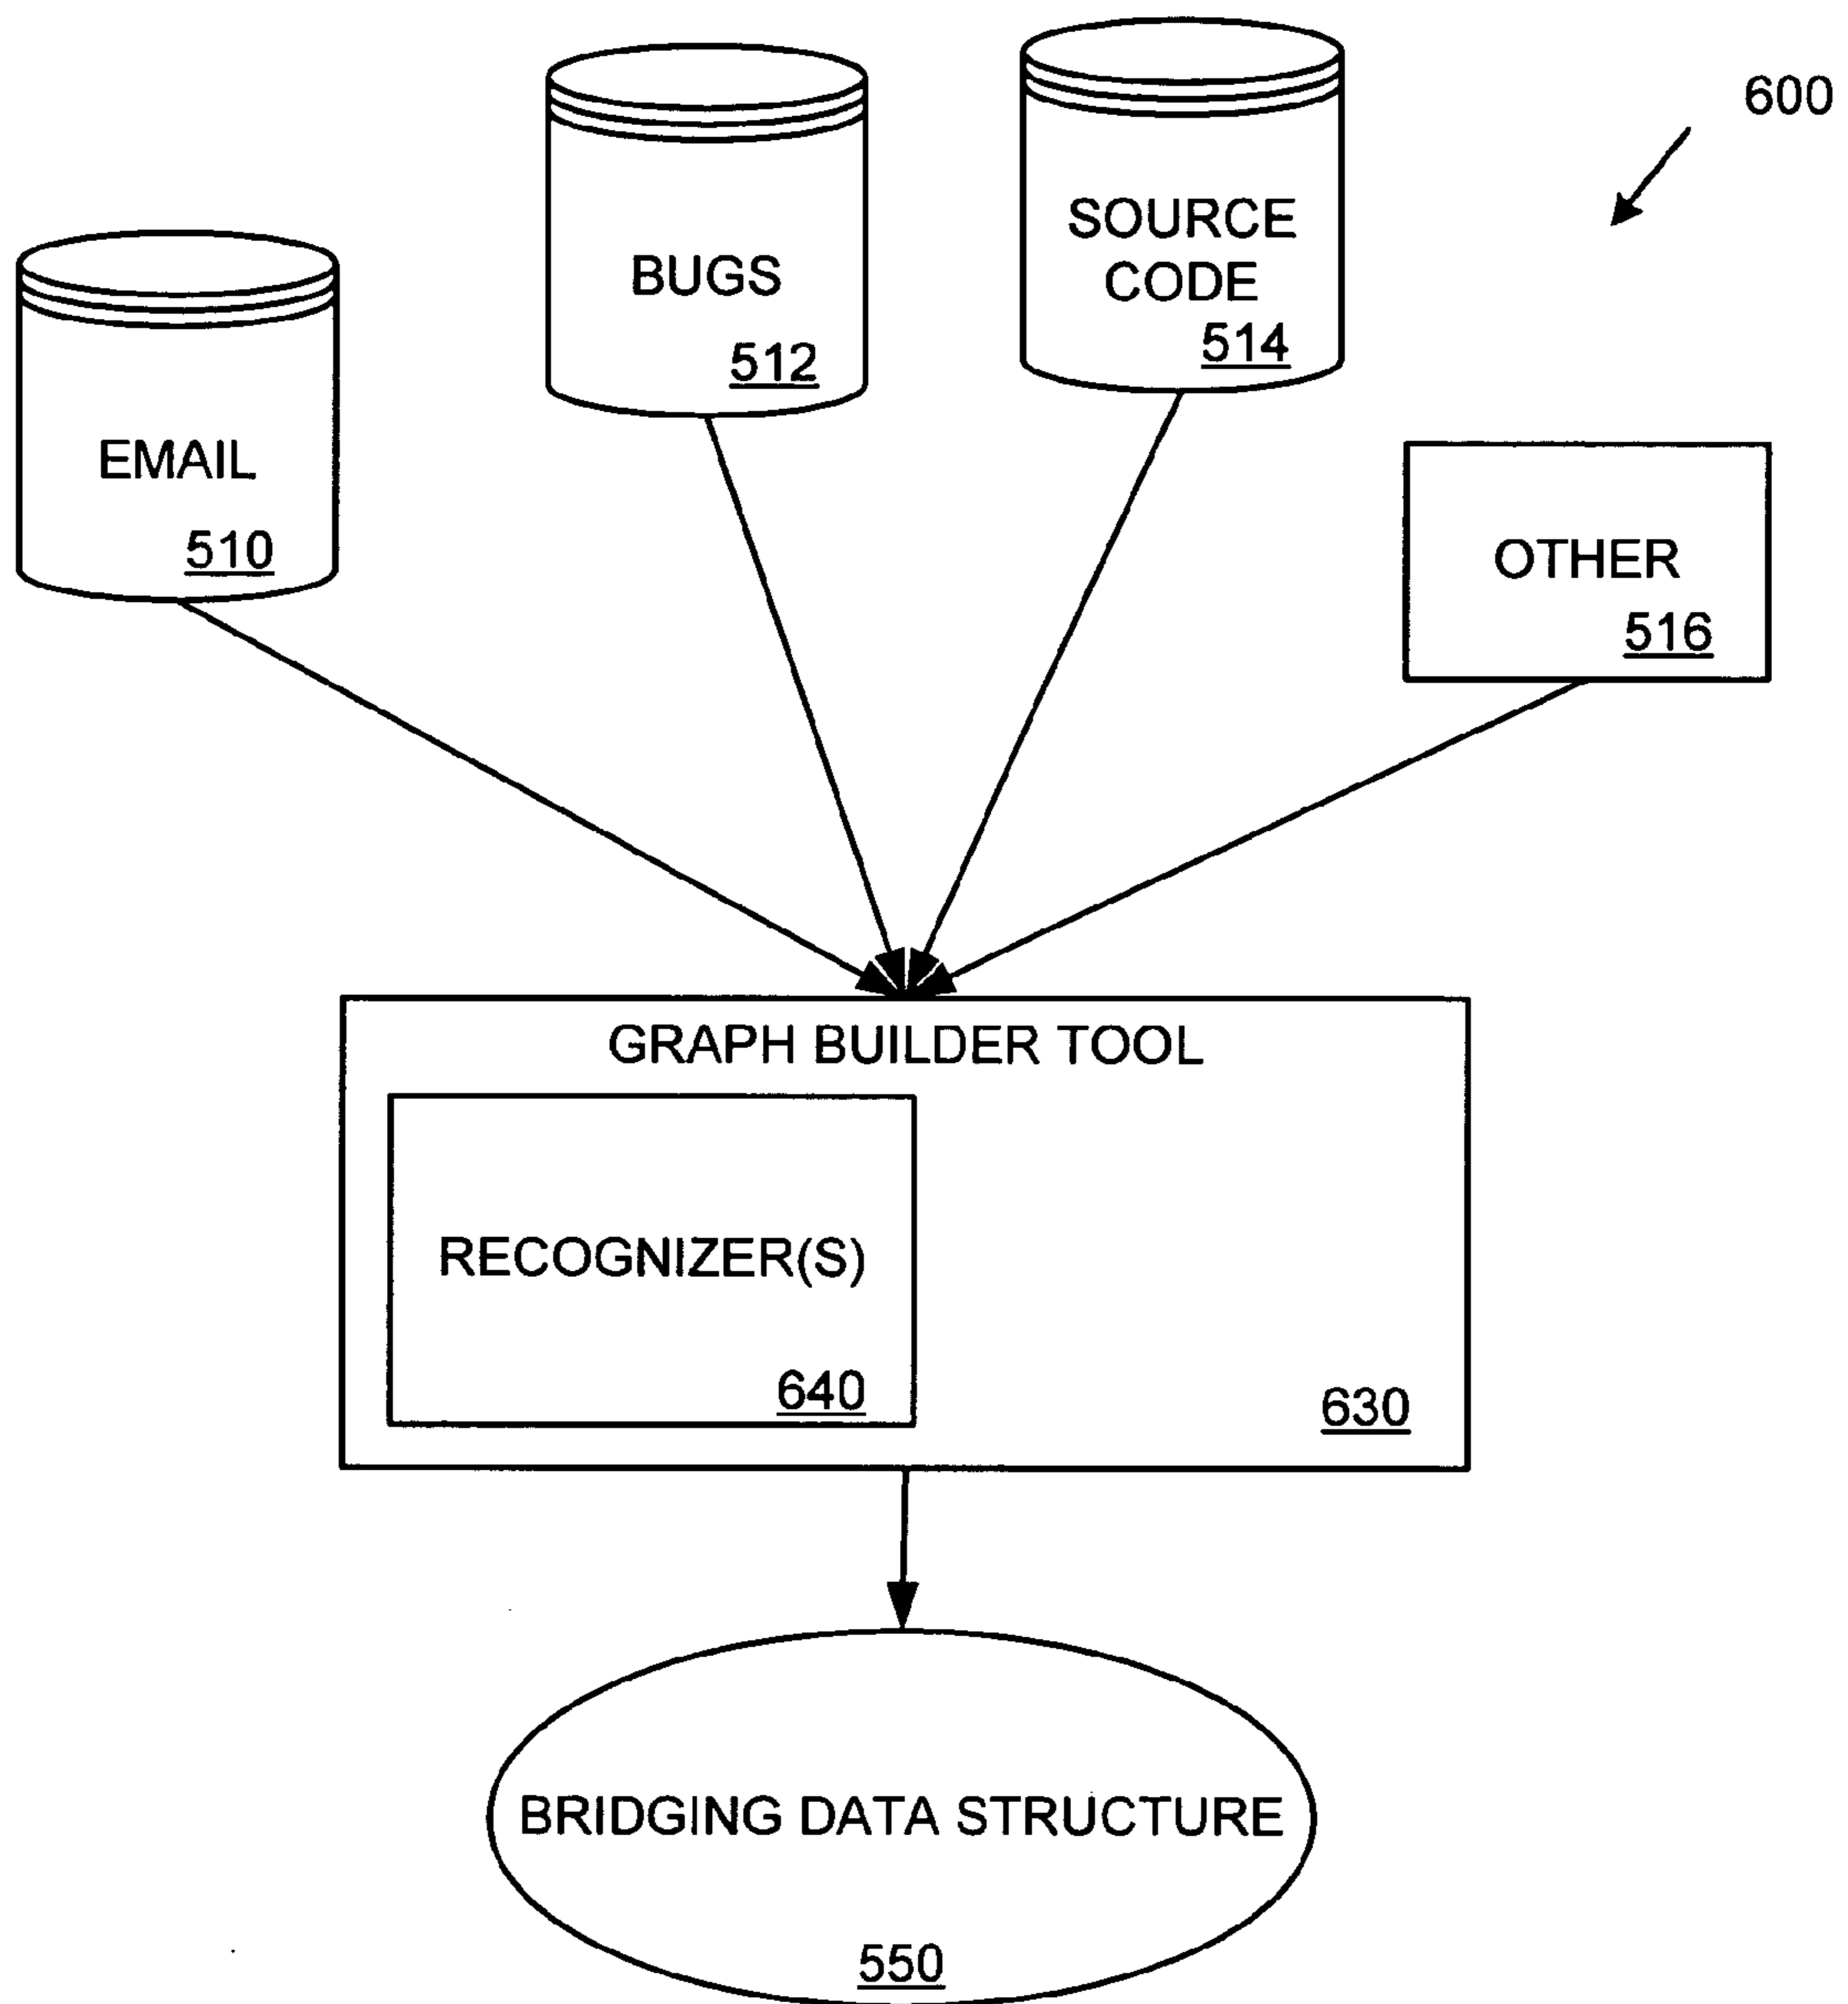 600
SOURCE
CODE
514
BUGS
512
EMAIL
510
OTHER
516
GRAPH BUILDER TOOL
RECOGNIZER(S)
640
630
BRIDGING DATA STRUCTURE
550